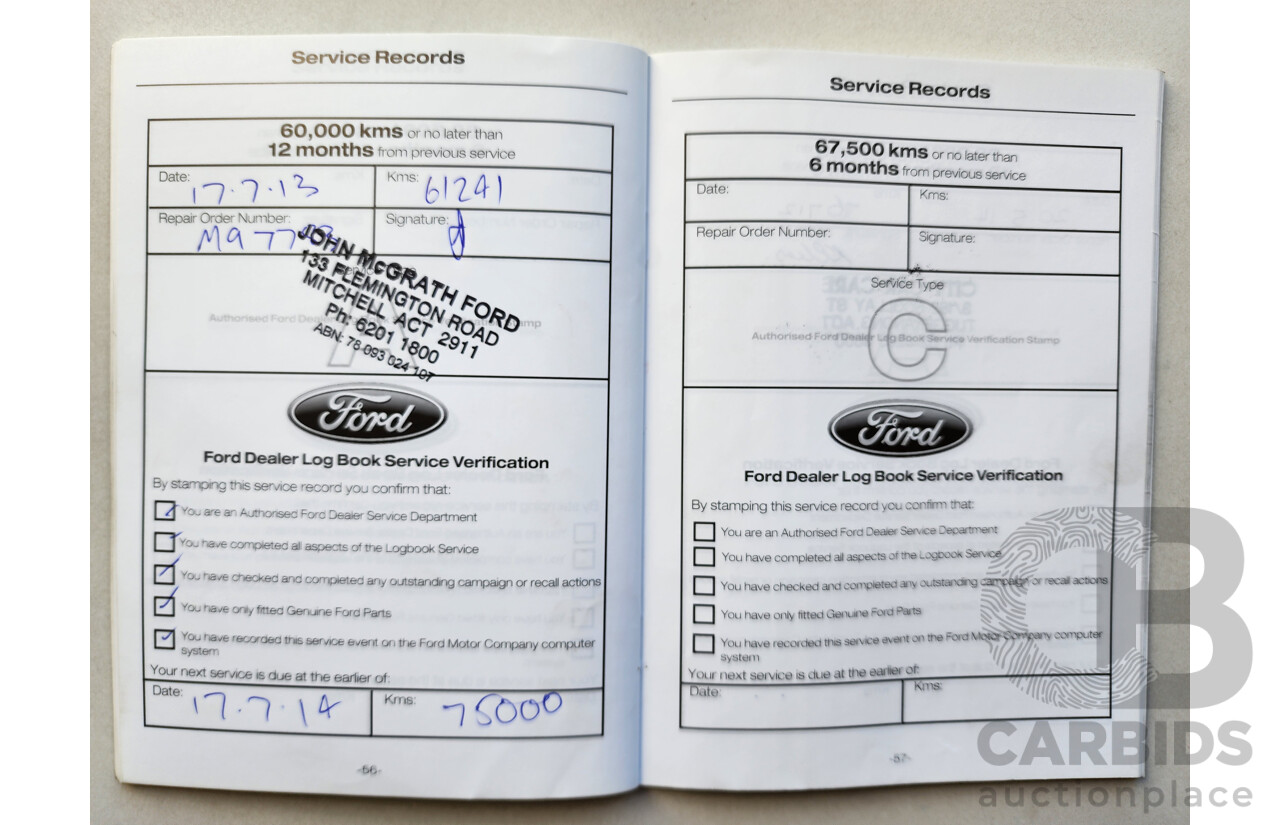 Service Records
60,000 kms or no later than
12 months from previous service
Date: 17.7.13 Kms: 61241
Repair Order Number: Signature:
JOHN McGRATH FORD
133 FLEMINGTON ROAD
MITCHELL ACT 2911
Ph: 6201 1800
ABN: 76 093 024 107
Ford
Ford Dealer Log Book Service Verification
By stamping this service record you confirm that:
You are an Authorised Ford Dealer Service Department
You have completed all aspects of the Logbook Service
You have checked and completed any outstanding campaign or recall actions
You have only fitted Genuine Ford Parts
You have recorded this service event on the Ford Motor Company computer
system
Your next service is due at the earlier of:
Date: 17.7.14 Kms: 75000
-56-
Service Records
67,500 kms or no later than
6 months from previous service
Date: Kms:
Repair Order Number: Signature:
Service Type
C
Authorised Ford Dealer Log Book Service Verification Stamp
Ford
Ford Dealer Log Book Service Verification
By stamping this service record you confirm that:
You are an Authorised Ford Dealer Service Department
You have completed all aspects of the Logbook Service
You have checked and completed any outstanding campaign or recall actions
You have only fitted Genuine Ford Parts
You have recorded this service event on the Ford Motor Company computer
system
Your next service is due at the earlier of:
Date: Kms:
-57-
CB
CARBIDS
auctionplace